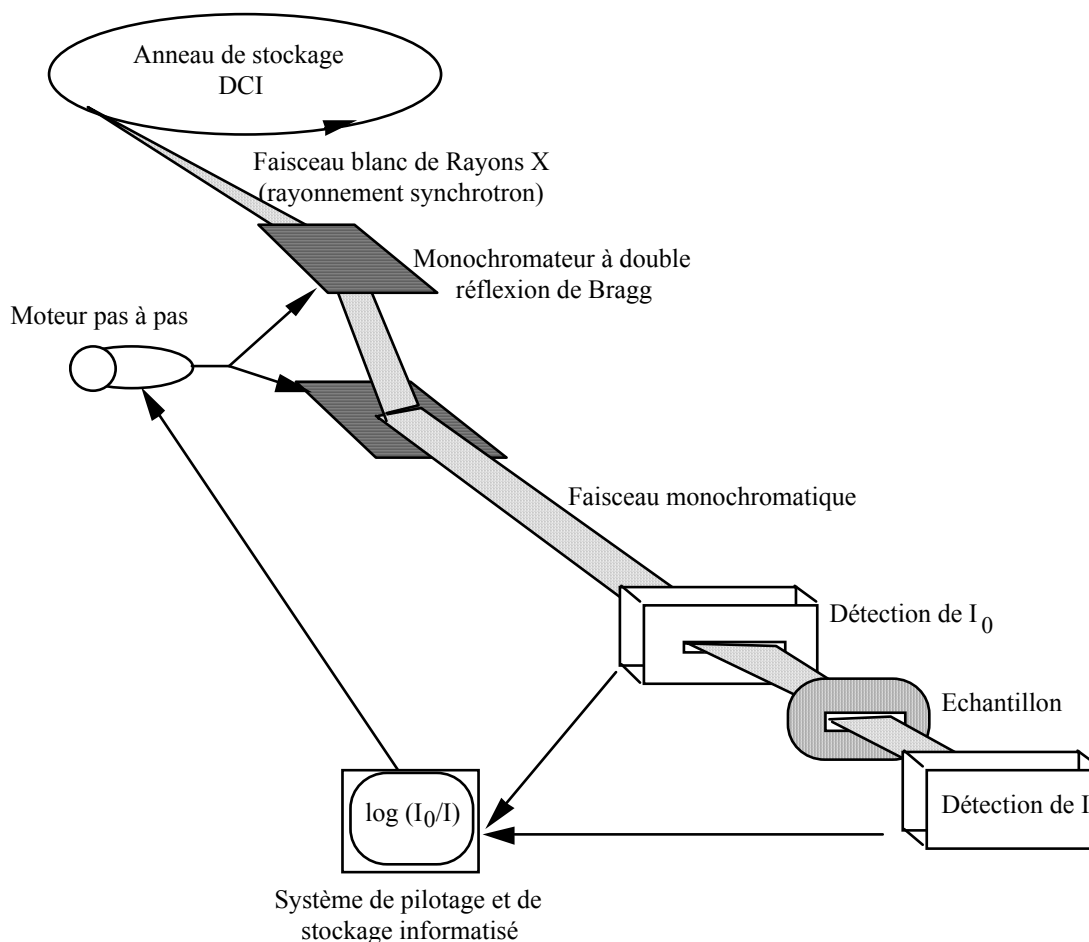 Anneau de stockage
DCI
Faisceau blanc de Rayons X
(rayonnement synchrotron)
Monochromateur à double
réflexion de Bragg
Moteur pas à pas
Faisceau monochromatique
Détection de I0
Echantillon
Détection de I
log (I0/I)
Système de pilotage et de
stockage informatisé